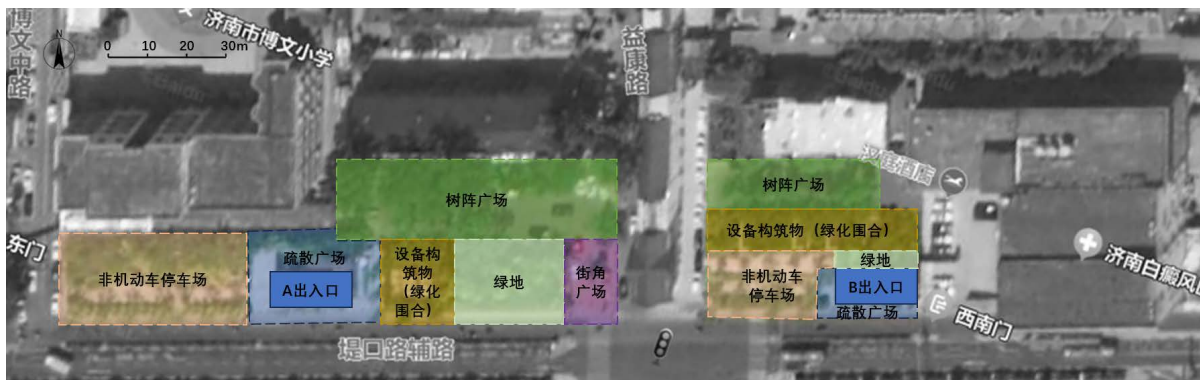 博文中路
N
0 10 20 30m
济南市博文小学
益康路
汉庭酒店
树阵广场
树阵广场
东门
非机动车停车场
疏散广场
A出入口
设备构
筑物
(绿化
围合)
绿地
街角
广场
设备构筑物(绿化围合)
绿地
非机动车
停车场
B出入口
疏散广场
西南门
济南白癜风医
堤口路辅路